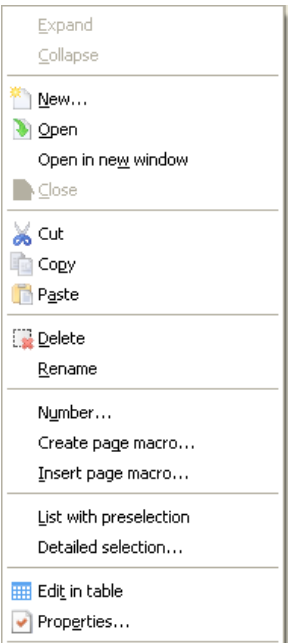 Expand
Collapse
New...
Open
Open in new window
Close
Cut
Copy
Paste
Delete
Rename
Number...
Create page macro...
Insert page macro...
List with preselection
Detailed selection...
Edit in table
Properties...